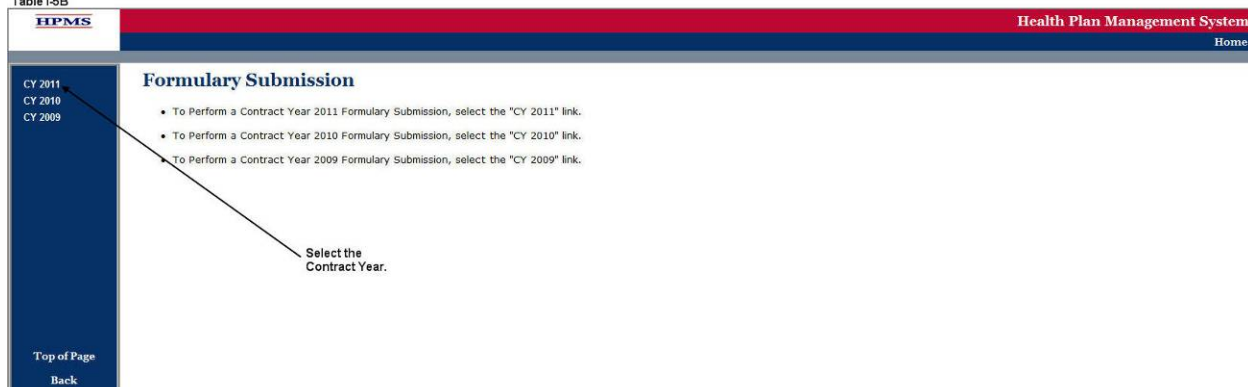 Table I-5B
HPMS
Health Plan Management System
Home
CY 2011
CY 2010
CY 2009
Formulary Submission
• To Perform a Contract Year 2011 Formulary Submission, select the "CY 2011" link.
• To Perform a Contract Year 2010 Formulary Submission, select the "CY 2010" link.
• To Perform a Contract Year 2009 Formulary Submission, select the "CY 2009" link.
Select the
Contract Year.
Top of Page
Back